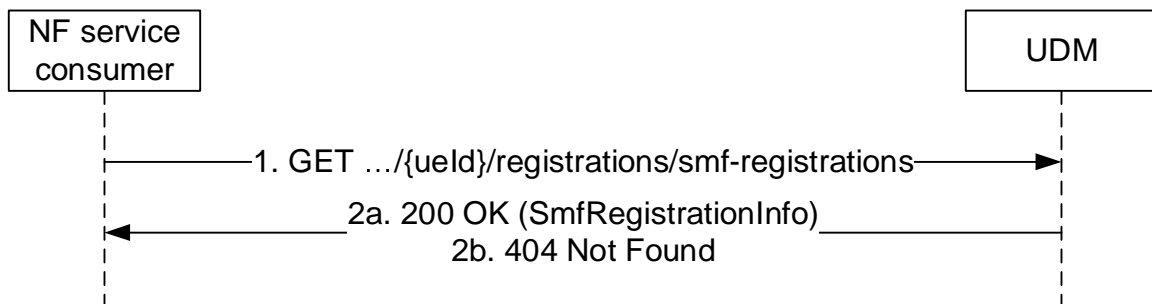 NF service
consumer
UDM
1. GET …/{ueId}/registrations/smf-registrations
2a. 200 OK (SmfRegistrationInfo)
2b. 404 Not Found